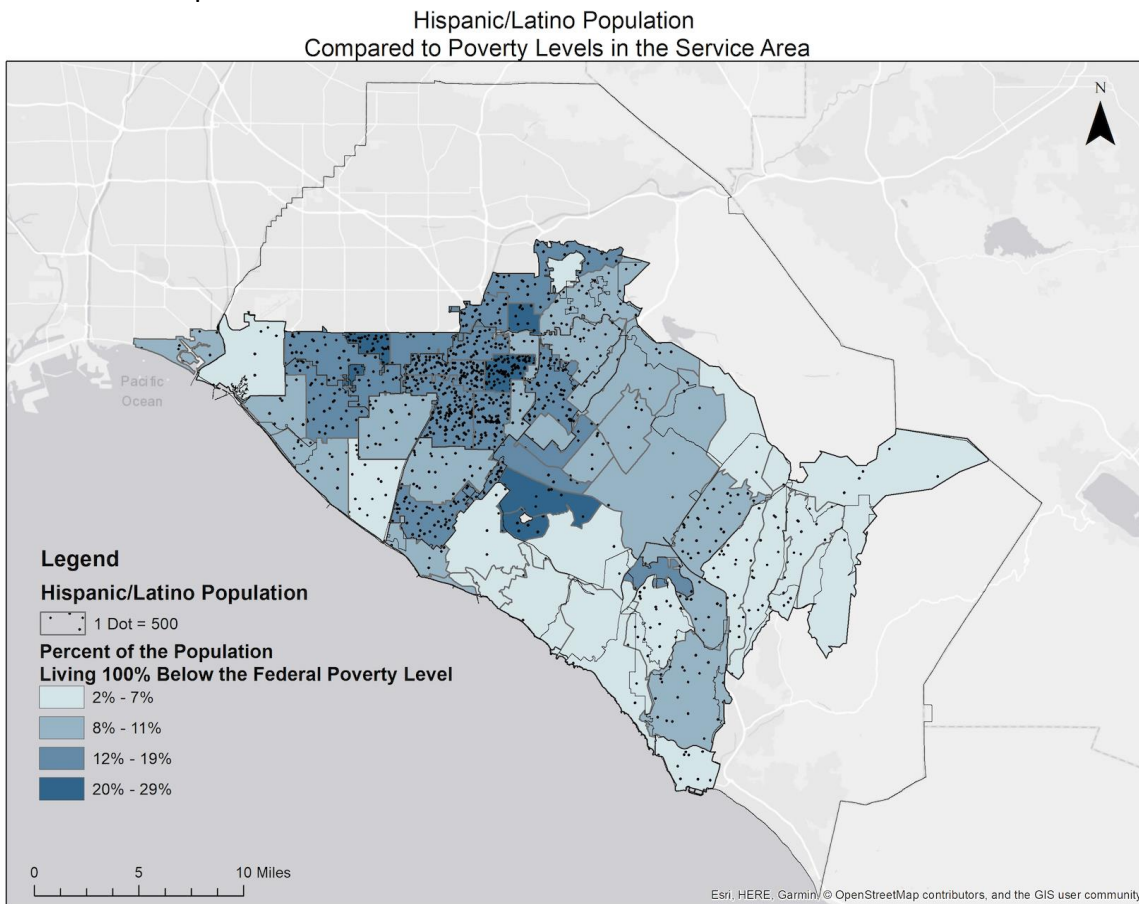 Hispanic/Latino Population
Compared to Poverty Levels in the Service Area
N
Pacific
Ocean
Legend
Hispanic/Latino Population
1 Dot = 500
Percent of the Population
Living 100% Below the Federal Poverty Level
2% - 7%
8% - 11%
12% - 19%
20% - 29%
0 5 10 Miles
Esri, HERE, Garmin, © OpenStreetMap contributors, and the GIS user community